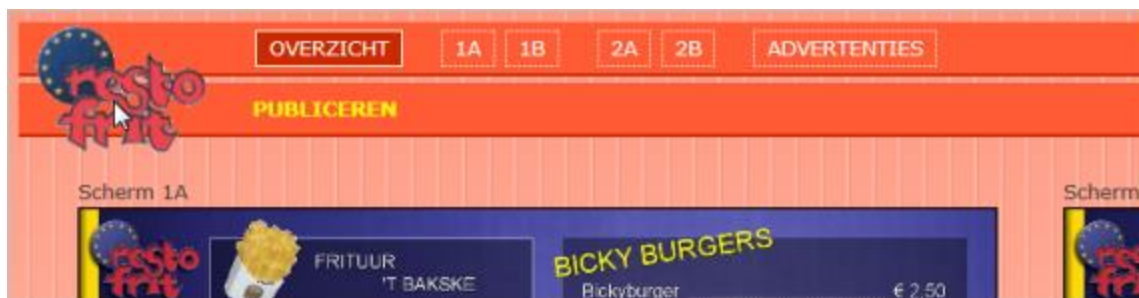 resto
frit
OVERZICHT 1A 1B 2A 2B ADVERTENTIES
PUBLICEREN
Scherm 1A
Scherm
resto
frit
FRITUUR
'T BAKSKE
BICKY BURGERS
Bickyburger € 2,50